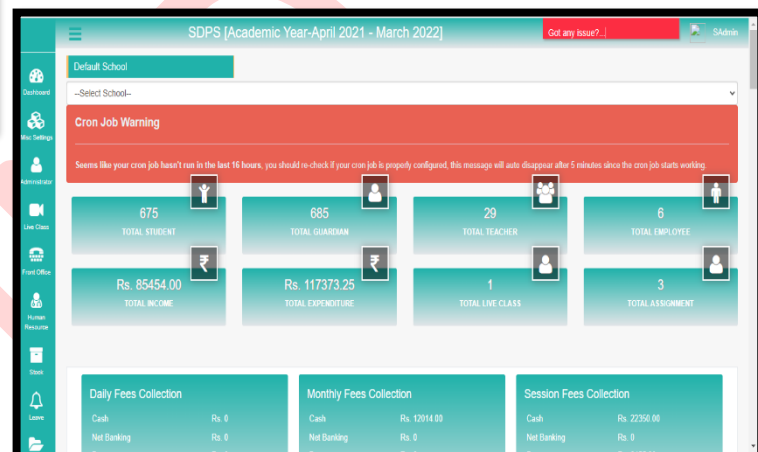 SDPS [Academic Year-April 2021 - March 2022]
Got any issue?...
SAdmin
Default School
--Select School--
Cron Job Warning
Seems like your cron job hasn't run in the last 16 hours, you should re-check if your cron job is properly configured, this message will auto disappear after 5 minutes since the cron job starts working.
Dashboard
Misc Settings
Administrator
Live Class
Front Office
Human
Resource
Stock
Leave
675
TOTAL STUDENT
685
TOTAL GUARDIAN
29
TOTAL TEACHER
6
TOTAL EMPLOYEE
Rs. 85454.00
TOTAL INCOME
Rs. 117373.25
TOTAL EXPENDITURE
1
TOTAL LIVE CLASS
3
TOTAL ASSIGNMENT
Daily Fees Collection
Cash Rs. 0
Net Banking Rs. 0
Monthly Fees Collection
Cash Rs. 12014.00
Net Banking Rs. 0
Session Fees Collection
Cash Rs. 22350.00
Net Banking Rs. 0